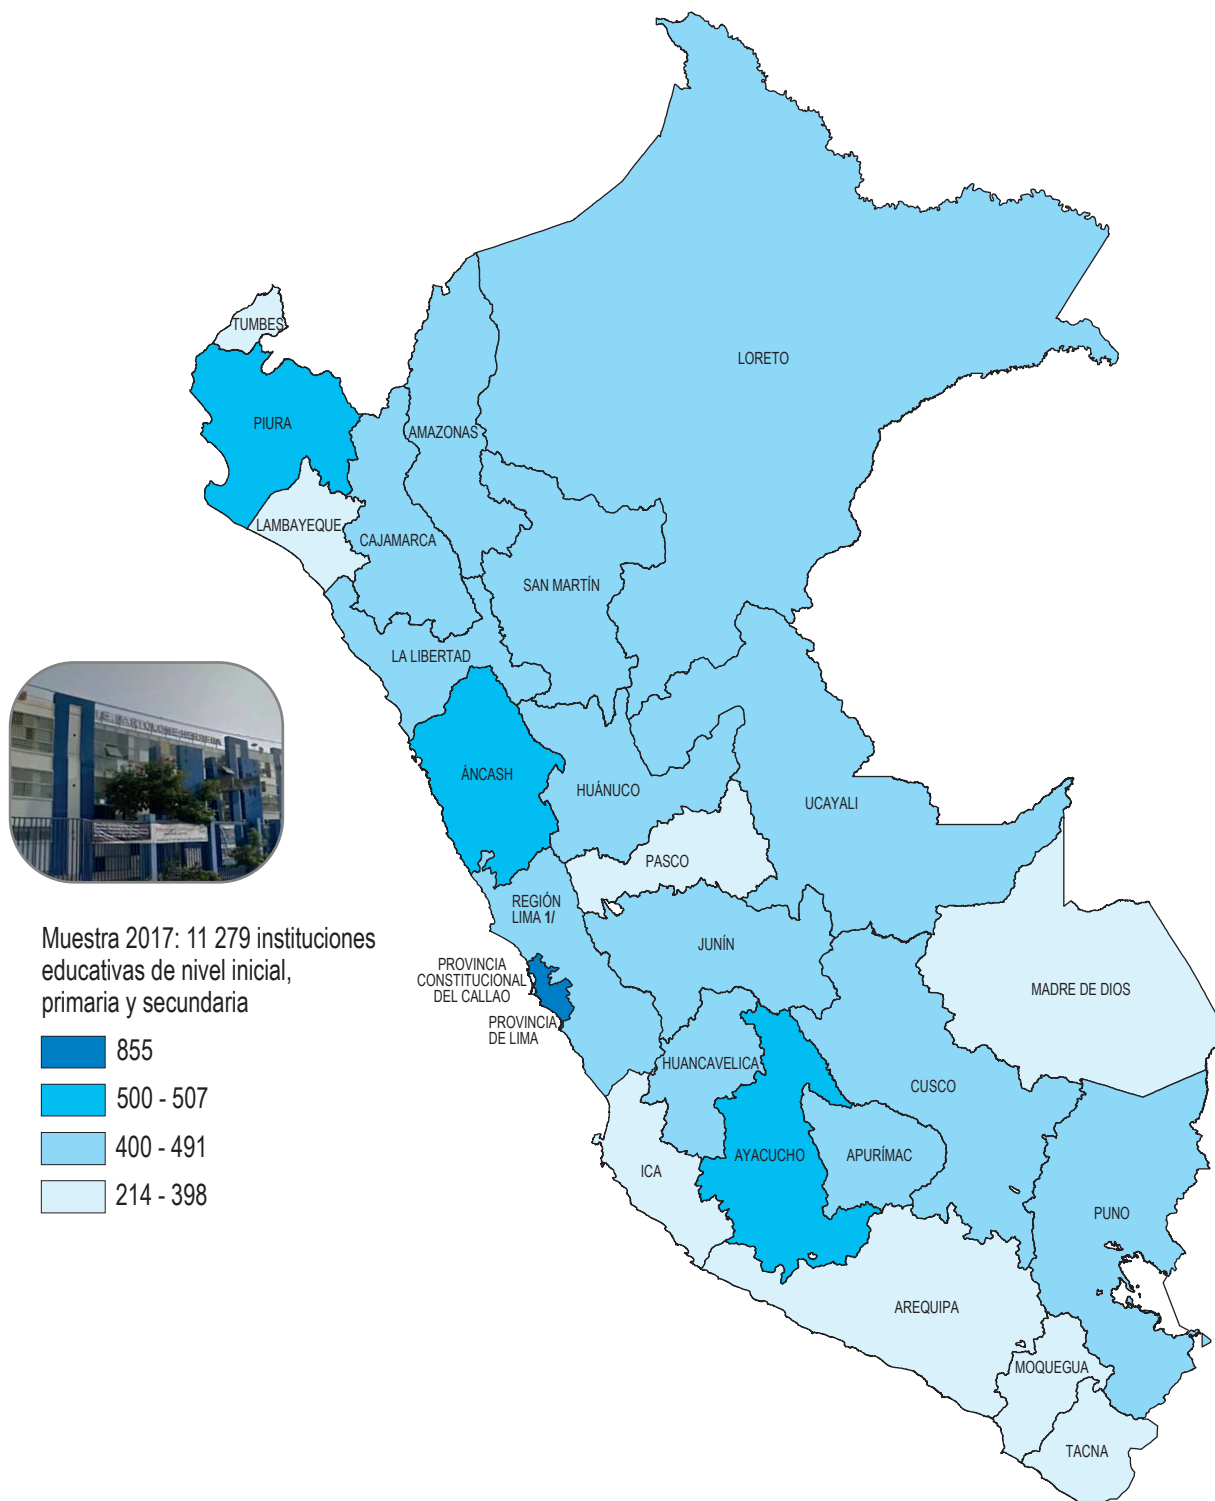 TUMBES
PIURA
LORETO
AMAZONAS
LAMBAYEQUE
CAJAMARCA
SAN MARTÍN
LA LIBERTAD
I.E. BARTOLOME HERRERA
ÁNCASH
HUÁNUCO
UCAYALI
PASCO
REGIÓN
LIMA 1/
JUNÍN
PROVINCIA
CONSTITUCIONAL
DEL CALLAO
MADRE DE DIOS
PROVINCIA
DE LIMA
HUANCAVELICA
CUSCO
AYACUCHO
APURÍMAC
ICA
PUNO
AREQUIPA
MOQUEGUA
TACNA
Muestra 2017: 11 279 instituciones
educativas de nivel inicial,
primaria y secundaria
855
500 - 507
400 - 491
214 - 398